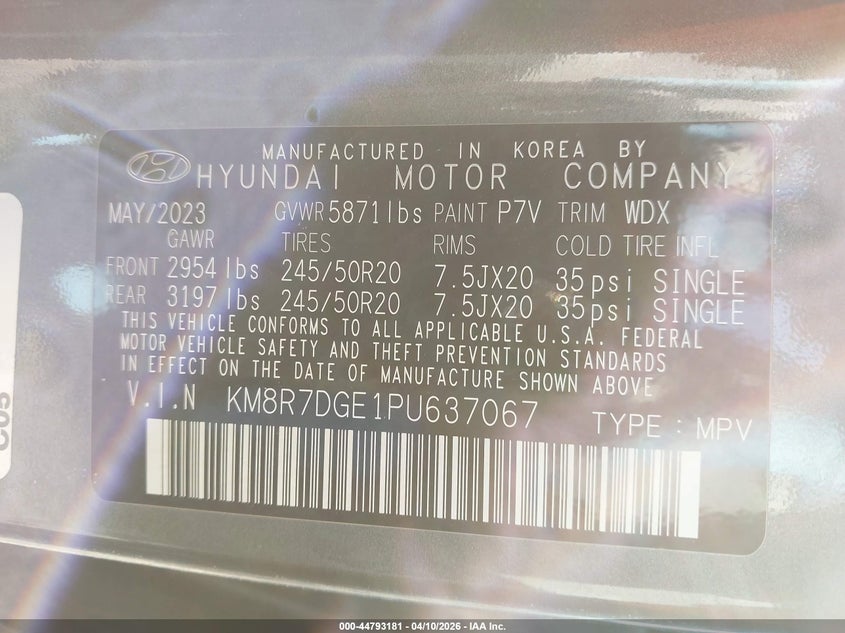 MANUFACTURED IN KOREA BY
HYUNDAI MOTOR COMPANY
MAY/2023 GVWR 5871lbs PAINT P7V TRIM WDX
GAWR TIRES RIMS COLD TIRE INFL
FRONT 2954lbs 245/50R20 7.5JX20 35psi SINGLE
REAR 3197lbs 245/50R20 7.5JX20 35psi SINGLE
THIS VEHICLE CONFORMS TO ALL APPLICABLE U.S.A. FEDERAL
MOTOR VEHICLE SAFETY AND THEFT PREVENTION STANDARDS
IN EFFECT ON THE DATE OF MANUFACTURE SHOWN ABOVE
V.I.N KM8R7DGE1PU637067 TYPE : MPV
C05
000-44793181 - 04/10/2026 - IAA Inc.